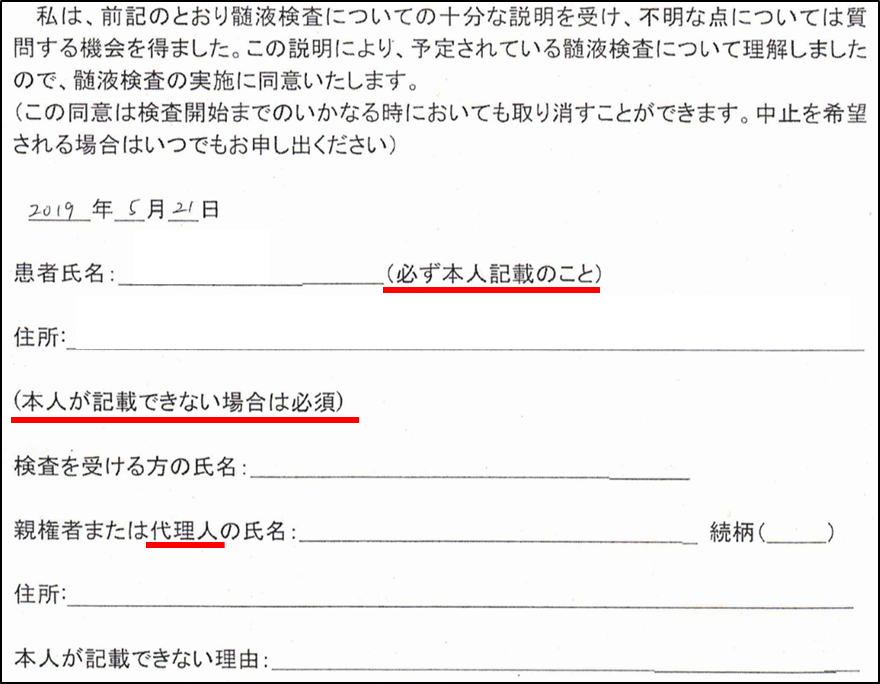 私は、前記のとおり髄液検査についての十分な説明を受け、不明な点については質
問する機会を得ました。この説明により、予定されている髄液検査について理解しました
ので、髄液検査の実施に同意いたします。
（この同意は検査開始までのいかなる時においても取り消すことができます。中止を希望
される場合はいつでもお申し出ください）
2019年5月21日
患者氏名：（必ず本人記載のこと）
住所：
(本人が記載できない場合は必須)
検査を受ける方の氏名：
親権者または代理人の氏名： 続柄（ ）
住所：
本人が記載できない理由：